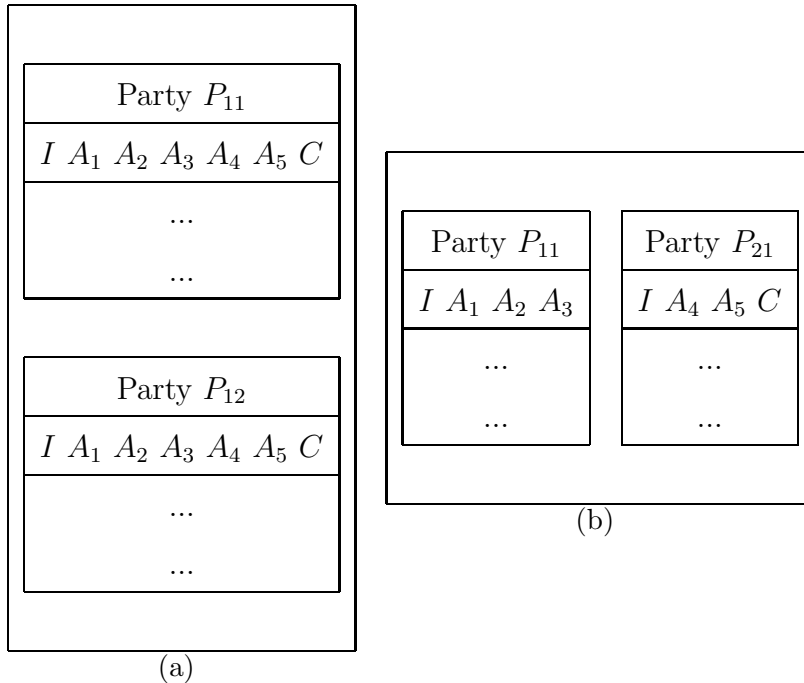 Party P₁₁
I A₁ A₂ A₃ A₄ A₅ C
...
...
Party P₁₂
I A₁ A₂ A₃ A₄ A₅ C
...
...
(a)
Party P₁₁
I A₁ A₂ A₃
...
...
Party P₂₁
I A₄ A₅ C
...
...
(b)